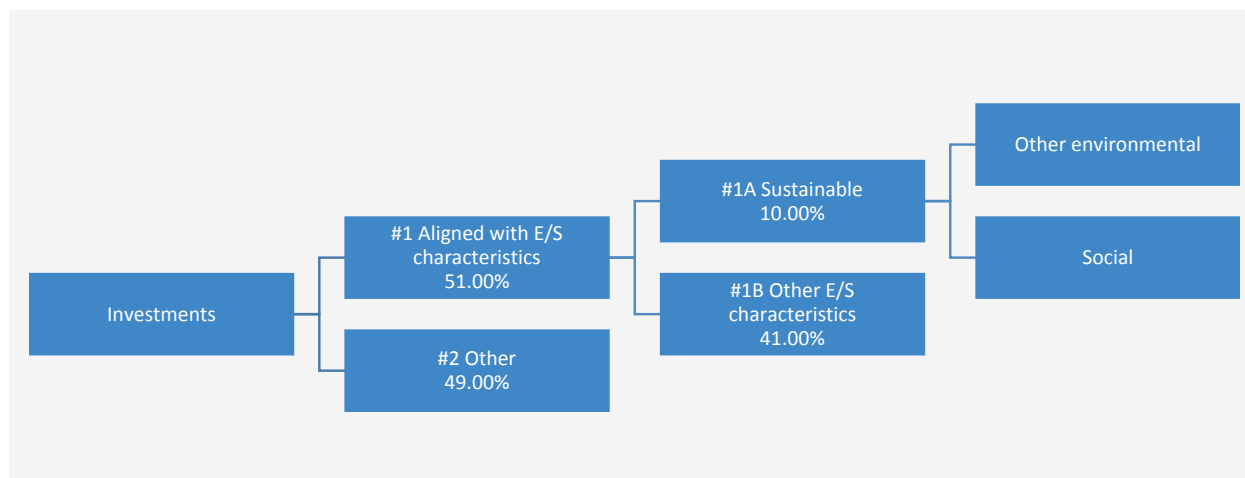 Investments
#1 Aligned with E/S
characteristics
51.00%
#2 Other
49.00%
#1A Sustainable
10.00%
#1B Other E/S
characteristics
41.00%
Other environmental
Social